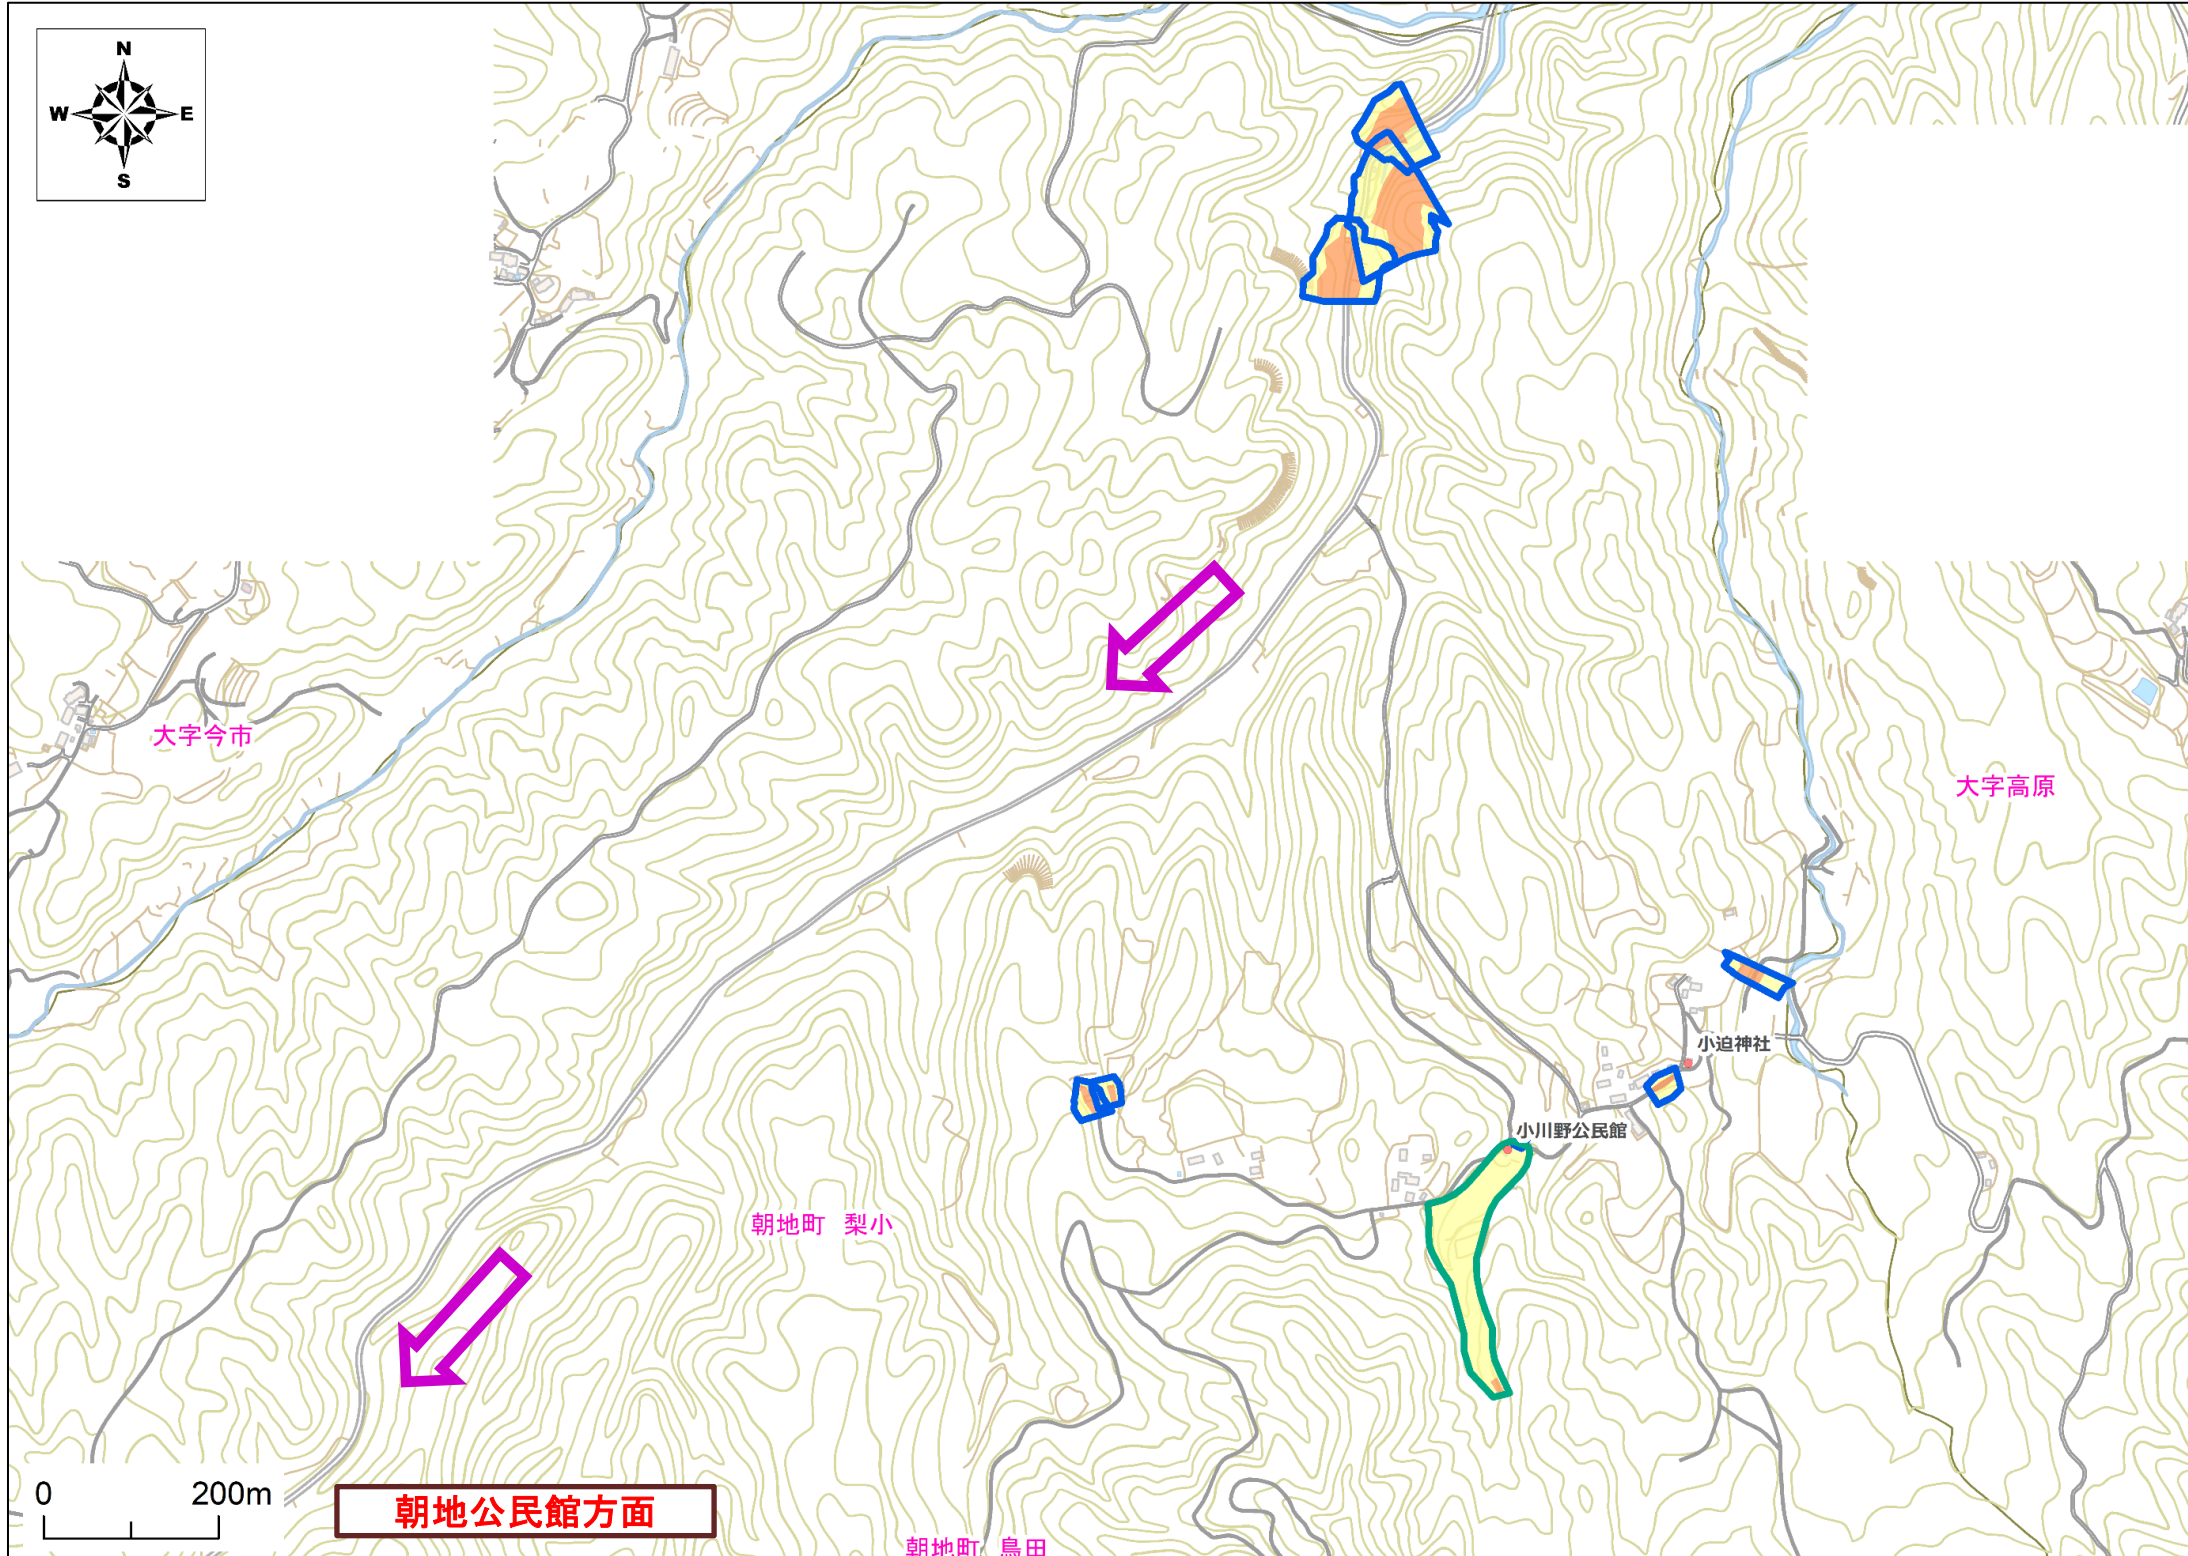 N
W E
S
大字今市
大字高原
小迫神社
小川野公民館
朝地町 梨小
0 200m
朝地公民館方面
朝地町 鳥田